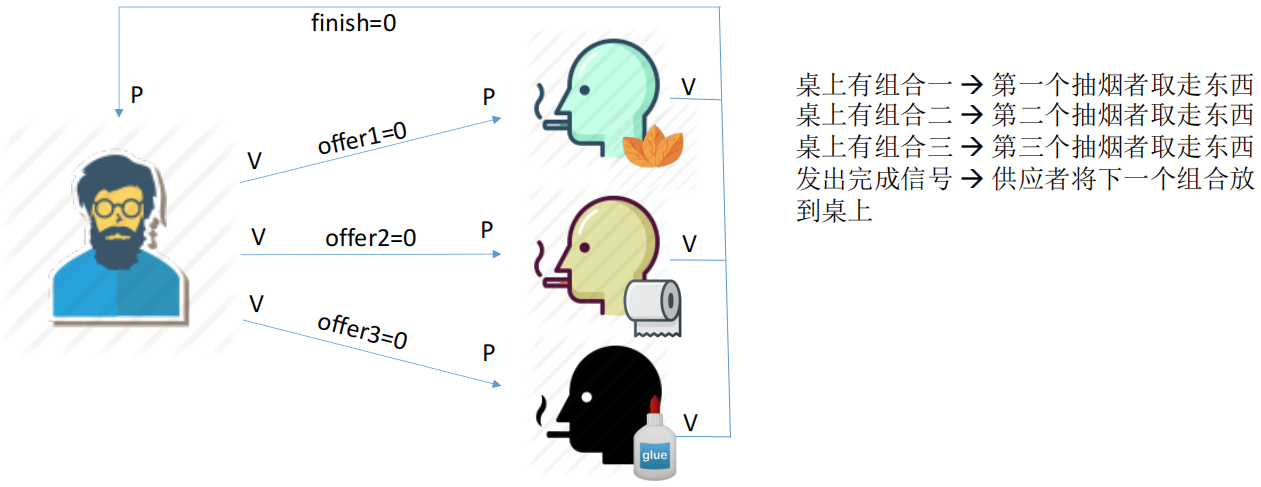 finish=0
P
V
offer1=0
P
V
V
offer2=0
P
V
V
offer3=0
P
V
glue
桌上有组合一 → 第一个抽烟者取走东西
桌上有组合二 → 第二个抽烟者取走东西
桌上有组合三 → 第三个抽烟者取走东西
发出完成信号 → 供应者将下一个组合放
到桌上